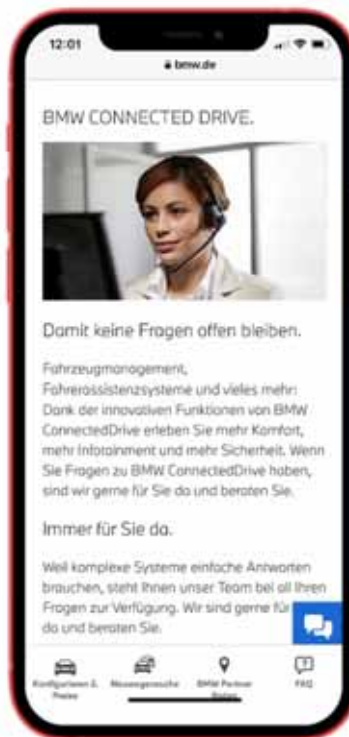 12:01
bmw.de
BMW CONNECTED DRIVE.
Damit keine Fragen offen bleiben.
Fahrzeugmanagement,
Fahrerassistenzsysteme und vieles mehr:
Dank der innovativen Funktionen von BMW
ConnectedDrive erleben Sie mehr Komfort,
mehr Infotainment und mehr Sicherheit. Wenn
Sie Fragen zu BMW ConnectedDrive haben,
sind wir gerne für Sie da und beraten Sie.
Immer für Sie da.
Weil komplexe Systeme einfache Antworten
brauchen, steht Ihnen unser Team bei all Ihren
Fragen zur Verfügung. Wir sind gerne für
da und beraten Sie.
Konfigurieren &
Preise
Neuwagensuche
BMW Partner
finden
FAQ